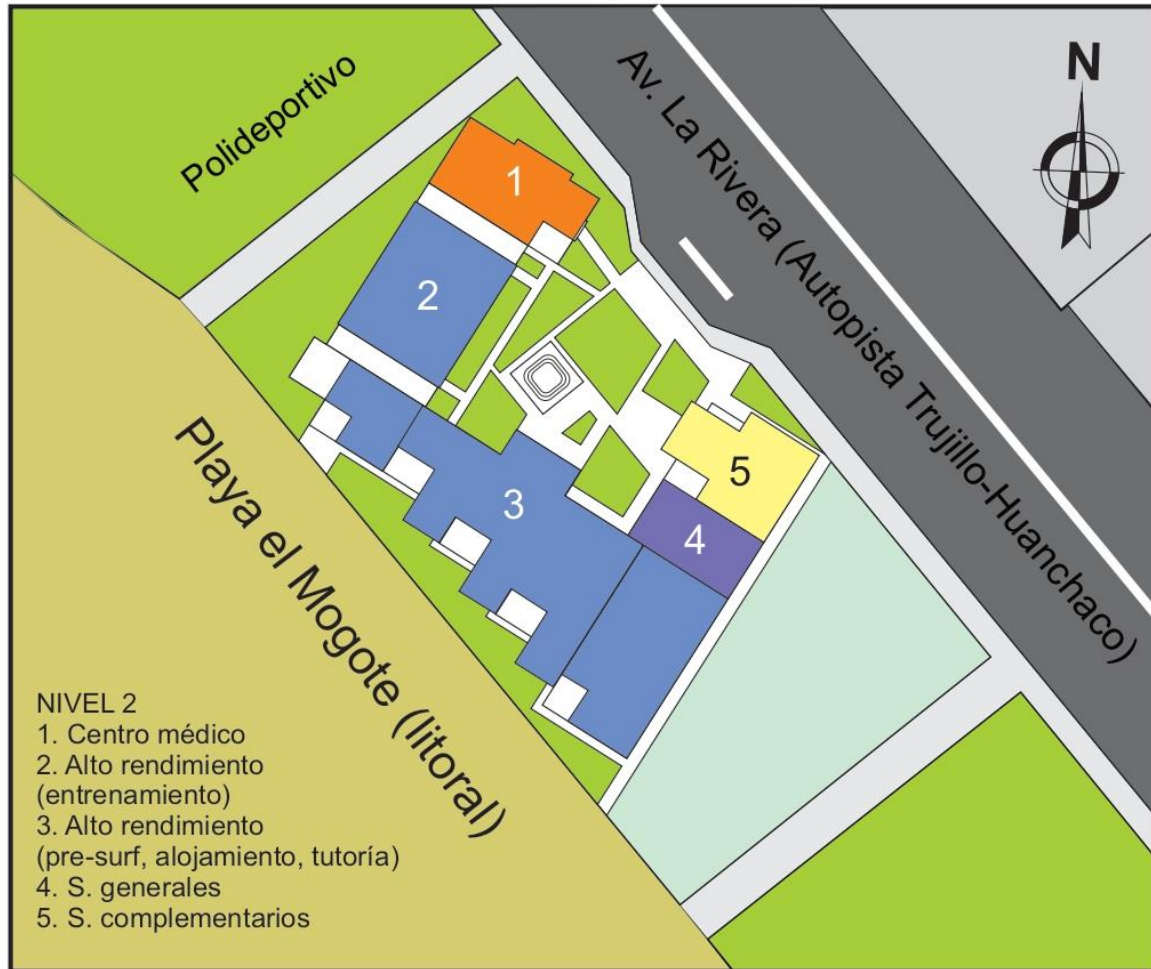 Polideportivo
Av. La Rivera (Autopista Trujillo-Huanchaco)
N
1
2
3
4
5
Playa el Mogote (litoral)
NIVEL 2
1. Centro médico
2. Alto rendimiento
(entrenamiento)
3. Alto rendimiento
(pre-surf, alojamiento, tutoría)
4. S. generales
5. S. complementarios